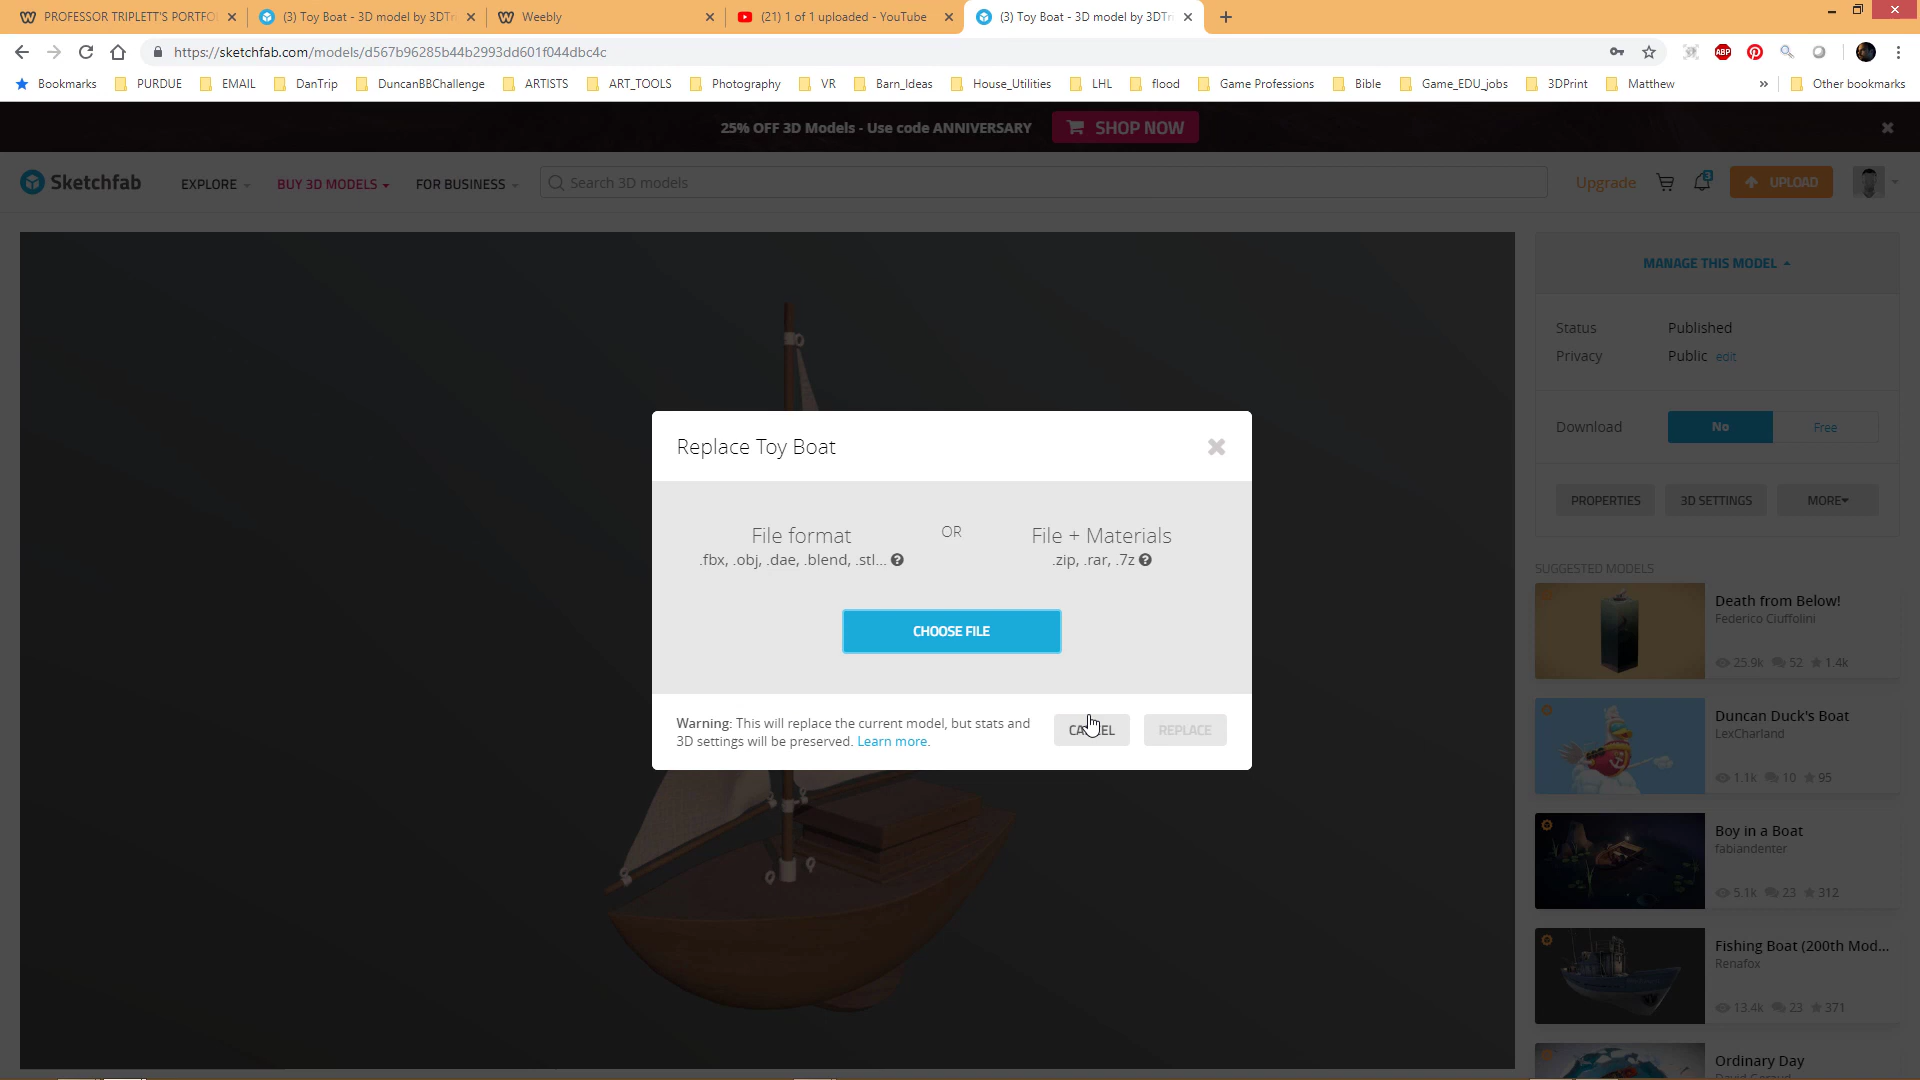 PROFESSOR TRIPLETT'S PORTFO
(3) Toy Boat - 3D model by 3DTri
Weebly
(21) 1 of 1 uploaded - YouTube
(3) Toy Boat - 3D model by 3DTri
https://sketchfab.com/models/d567b96285b44b2993dd601f044dbc4c
ABP
Bookmarks
PURDUE
EMAIL
DanTrip
DuncanBBChallenge
ARTISTS
ART_TOOLS
Photography
VR
Barn_Ideas
House_Utilities
LHL
flood
Game Professions
Bible
Game_EDU_jobs
3DPrint
Matthew
»
Other bookmarks
25% OFF 3D Models - Use code ANNIVERSARY
SHOP NOW
Sketchfab
EXPLORE
BUY 3D MODELS
FOR BUSINESS
Search 3D models
Upgrade
3
UPLOAD
MANAGE THIS MODEL
Status Published
Privacy Public edit
Download No Free
PROPERTIES 3D SETTINGS MORE
Replace Toy Boat
File format OR File + Materials
.fbx, .obj, .dae, .blend, .stl... .zip, .rar, .7z
CHOOSE FILE
Warning: This will replace the current model, but stats and
3D settings will be preserved. Learn more.
REPLACE
SUGGESTED MODELS
Death from Below!
Federico Ciuffolini
25.9k 52 1.4k
Duncan Duck's Boat
LexCharland
1.1k 10 95
Boy in a Boat
fabiandenter
5.1k 23 312
Fishing Boat (200th Mod...
Renafox
13.4k 23 371
Ordinary Day